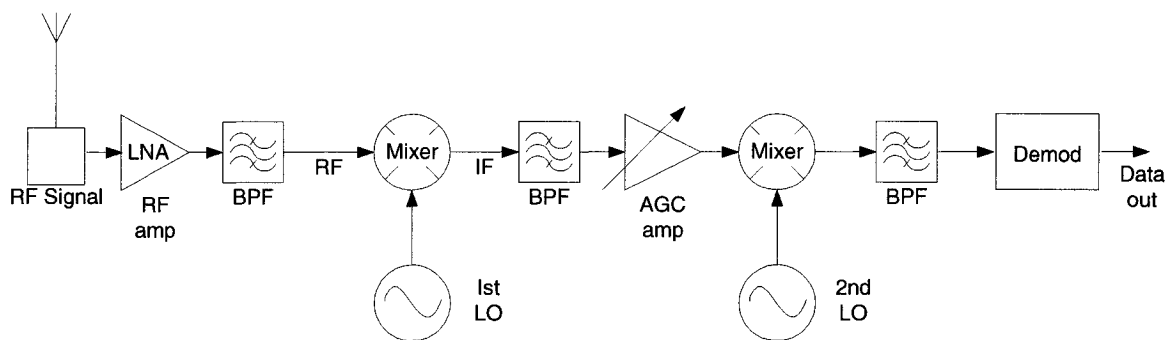 LNA
RF Signal
RF
amp
BPF
RF
Mixer
Ist
LO
IF
BPF
AGC
amp
Mixer
2nd
LO
BPF
Demod
Data
out